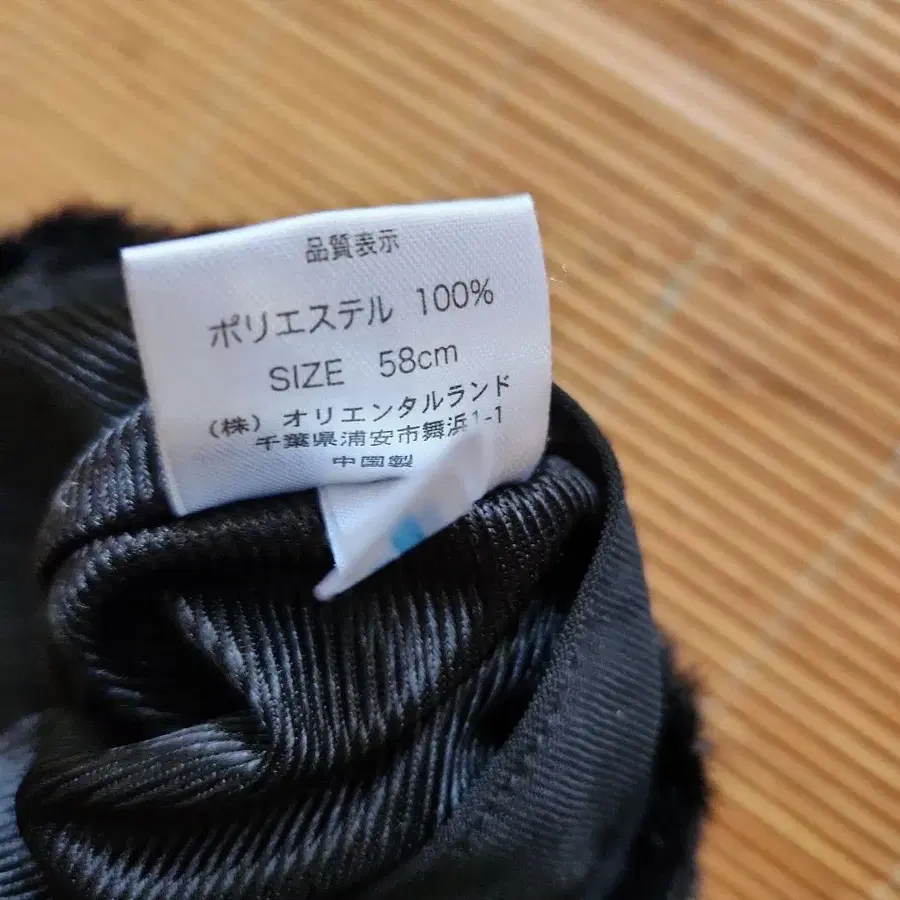 品質表示
ポリエステル 100%
SIZE 58cm
(株) オリエンタルランド
千葉県浦安市舞浜1-1
中国製